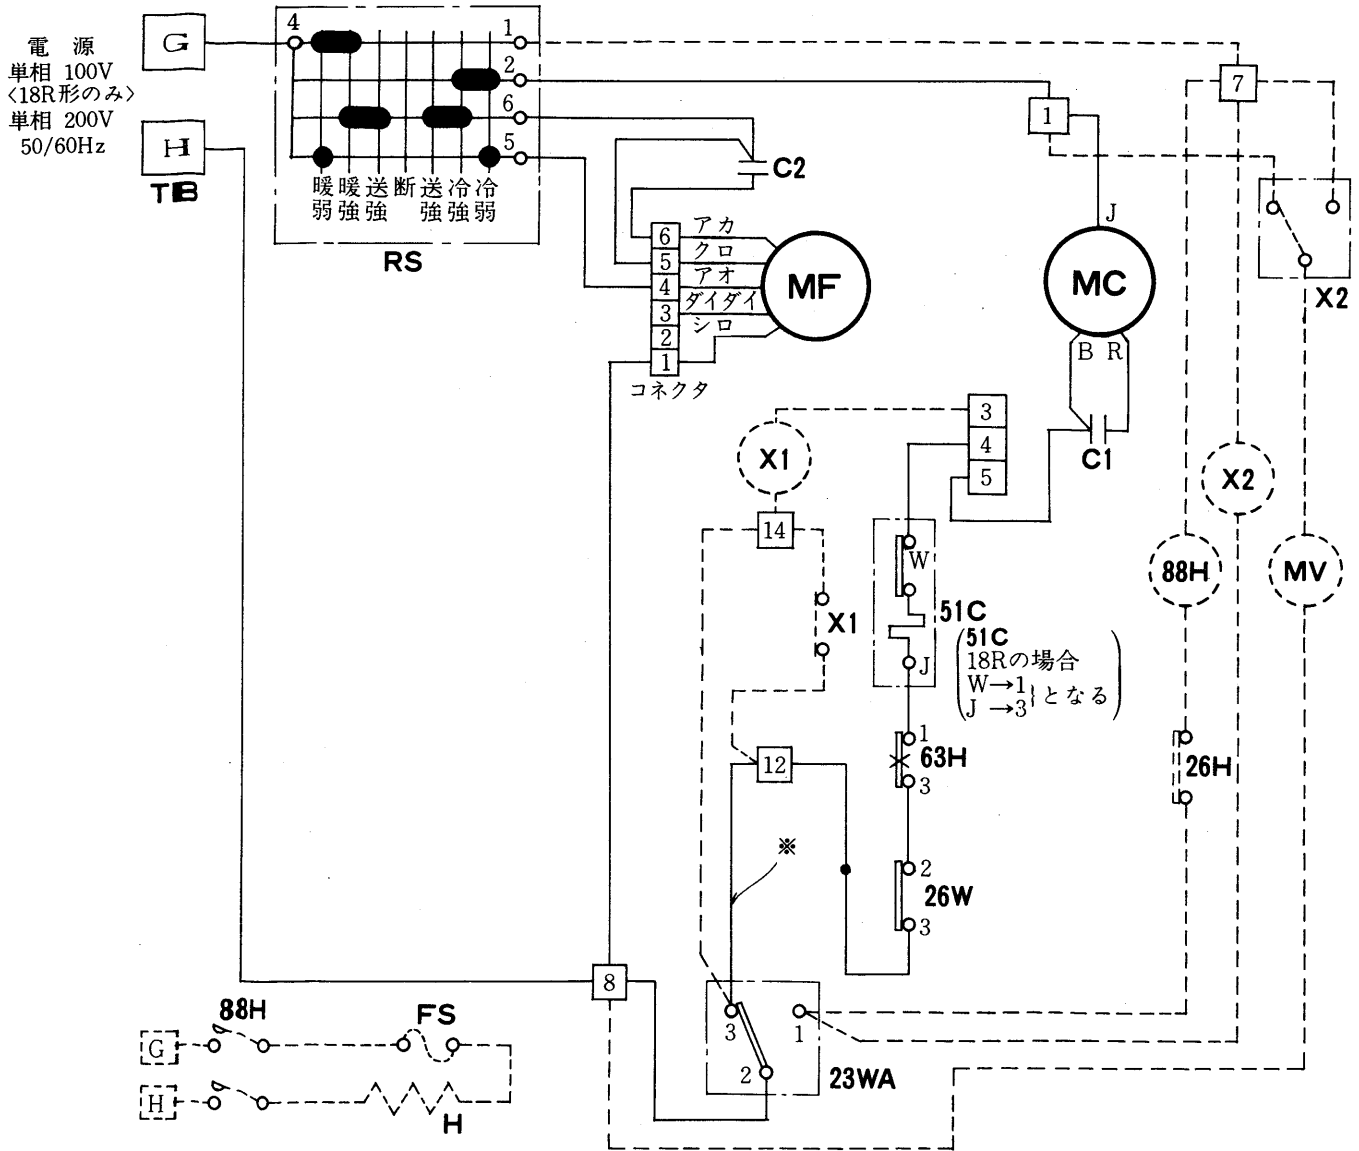 電 源
単相 100V
〈18R形のみ〉
単相 200V
50/60Hz
G
H
TB
4
1
2
6
5
暖弱
暖強
送強
断
送強
冷強
冷弱
RS
C2
6
5
4
3
2
1
アカ
クロ
アオ
ダイダイ
シロ
コネクタ
MF
1
7
J
MC
B R
C1
X2
3
4
5
X1
14
X1
W
J
51C
51C
18Rの場合
W→1
J →3
}となる
X2
88H
MV
1
63H
3
26H
12
※
2
26W
3
8
3
1
2
23WA
88H
FS
G
H
H